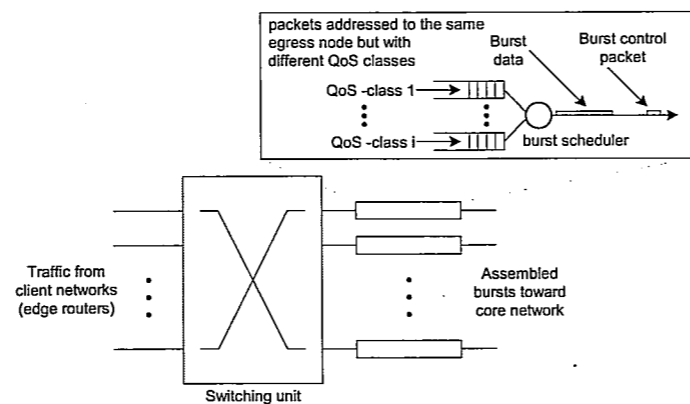 packets addressed to the same
egress node but with
different QoS classes
Burst
data
Burst control
packet
QoS -class 1
QoS -class i
burst scheduler
Traffic from
client networks
(edge routers)
Assembled
bursts toward
core network
Switching unit